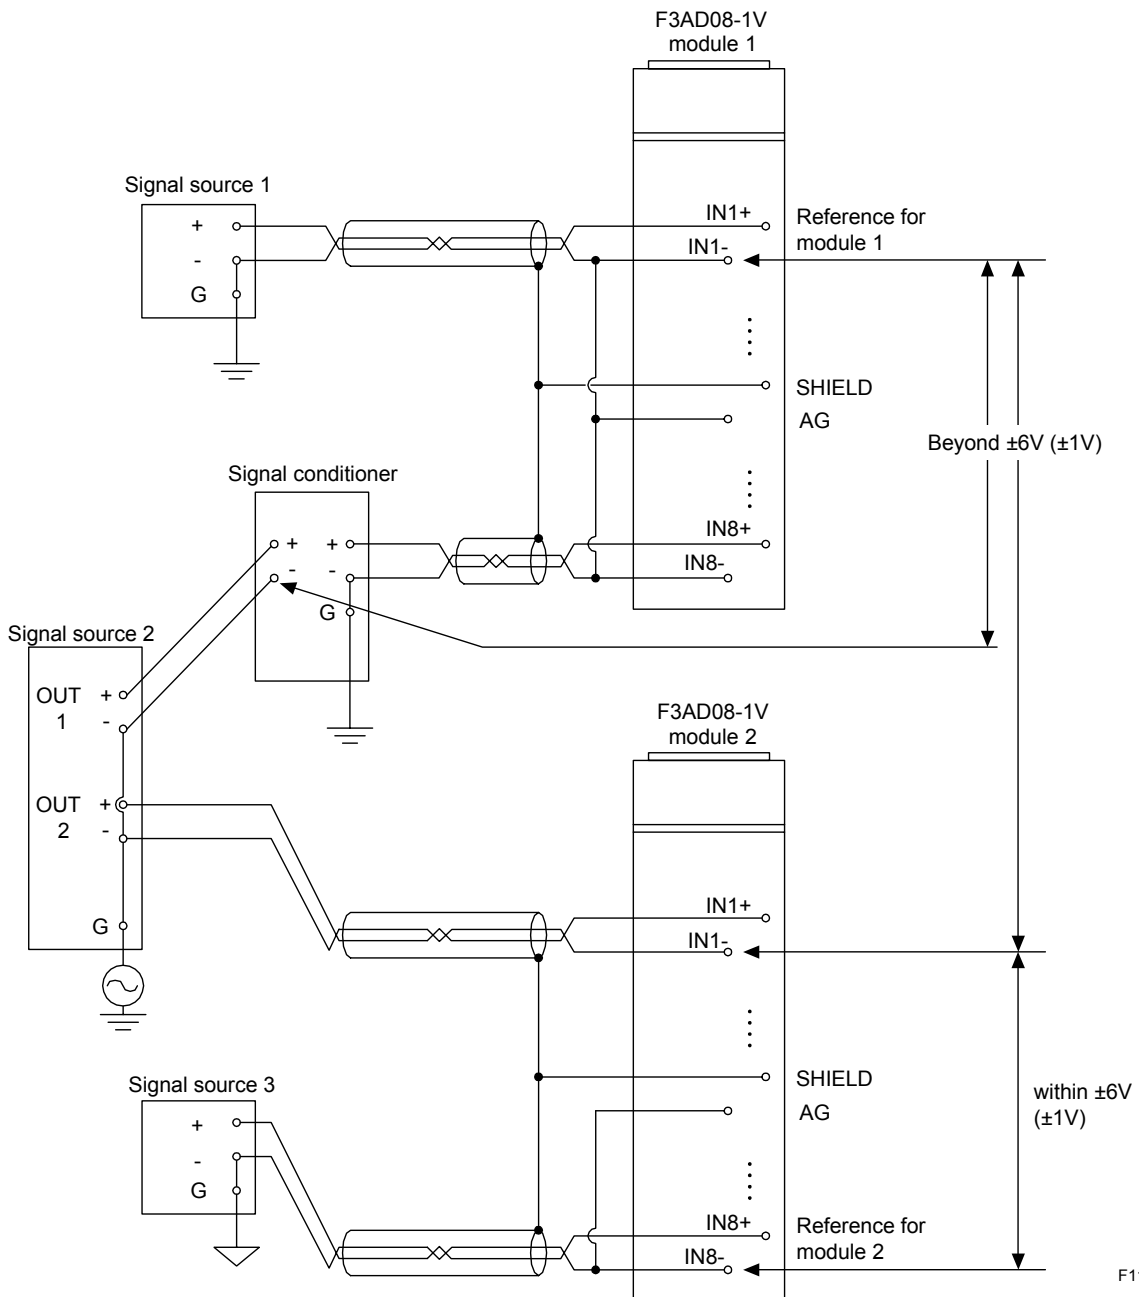 F3AD08-1V
module 1
Signal source 1
+
-
G
IN1+
IN1-
Reference for
module 1
SHIELD
AG
Beyond ±6V (±1V)
Signal conditioner
+ +
- -
G
IN8+
IN8-
Signal source 2
OUT +
1 -
OUT +
2 -
G
F3AD08-1V
module 2
IN1+
IN1-
SHIELD
AG
within ±6V
(±1V)
Signal source 3
+
-
G
IN8+
IN8-
Reference for
module 2